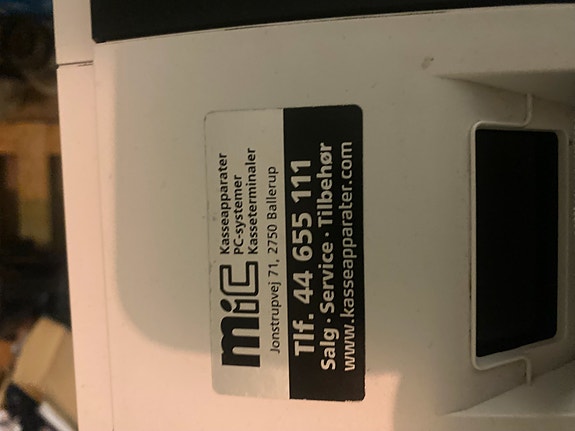 mic
Kasseapparater
PC-systemer
Kasseterminaler
Jonstrupvej 71, 2750 Ballerup
Tlf. 44 655 111
Salg · Service · Tilbehør
www.kasseapparater.com